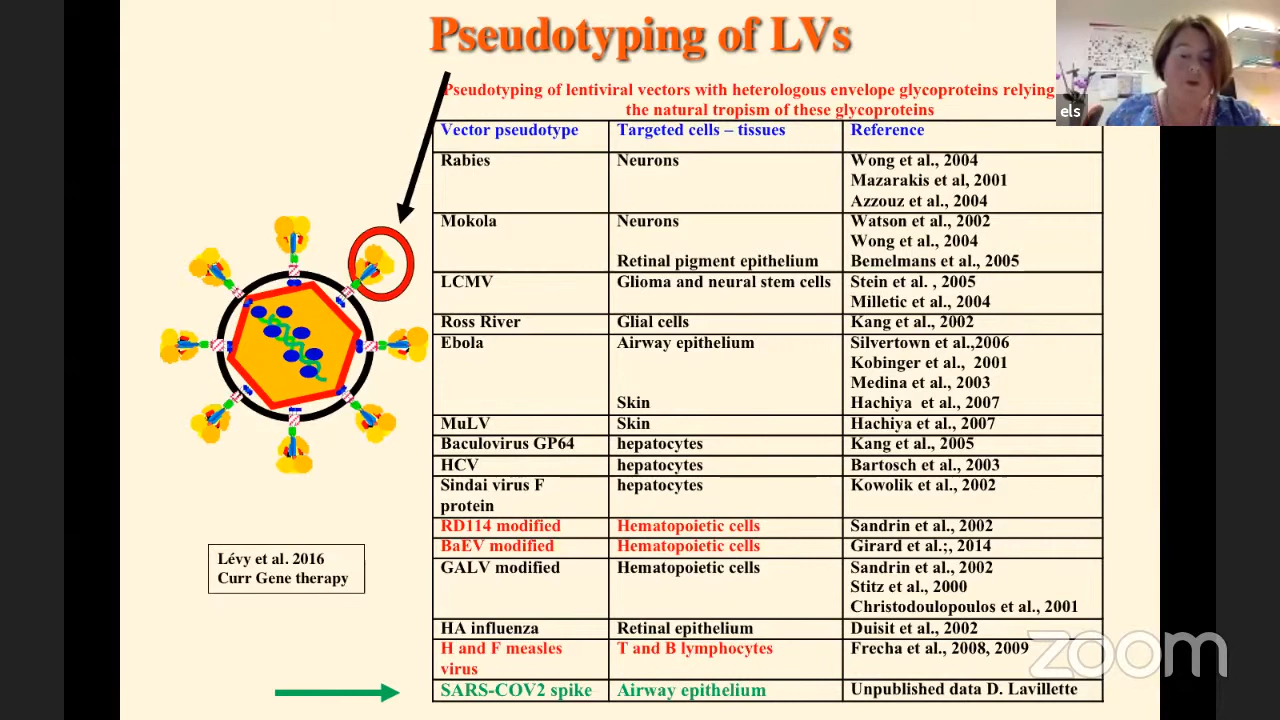 Pseudotyping of LVs
Pseudotyping of lentiviral vectors with heterologous envelope glycoproteins relying
the natural tropism of these glycoproteins
els
Vector pseudotype Targeted cells – tissues Reference
Rabies Neurons Wong et al., 2004
Mazarakis et al, 2001
Azzouz et al., 2004
Mokola Neurons Watson et al., 2002
Wong et al., 2004
Retinal pigment epithelium Bemelmans et al., 2005
LCMV Glioma and neural stem cells Stein et al. , 2005
Milletic et al., 2004
Ross River Glial cells Kang et al., 2002
Ebola Airway epithelium Silvertown et al.,2006
Kobinger et al., 2001
Medina et al., 2003
Skin Hachiya et al., 2007
MuLV Skin Hachiya et al., 2007
Baculovirus GP64 hepatocytes Kang et al., 2005
HCV hepatocytes Bartosch et al., 2003
Sindai virus F hepatocytes Kowolik et al., 2002
protein
RD114 modified Hematopoietic cells Sandrin et al., 2002
BaEV modified Hematopoietic cells Girard et al.;, 2014
GALV modified Hematopoietic cells Sandrin et al., 2002
Stitz et al., 2000
Christodoulopoulos et al., 2001
HA influenza Retinal epithelium Duisit et al., 2002
H and F measles T and B lymphocytes Frecha et al., 2008, 2009
virus
SARS-COV2 spike Airway epithelium Unpublished data D. Lavillette
Lévy et al. 2016
Curr Gene therapy
zoom